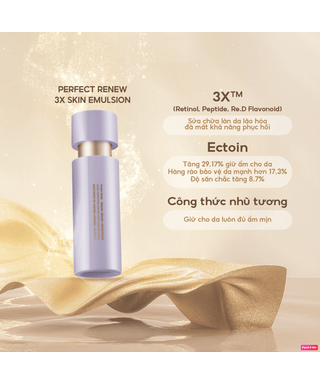 PERFECT RENEW
3X SKIN EMULSION
3X™
(Retinol, Peptide, Re.D Flavonoid)
Sửa chữa làn da lão hóa
đã mất khả năng phục hồi
Ectoin
Tăng 29,17% giữ ẩm cho da
Hàng rào bảo vệ da mạnh hơn 17,3%
Độ săn chắc tăng 8.7%
Công thức nhũ tương
Giữ cho da luôn đủ ẩm mịn